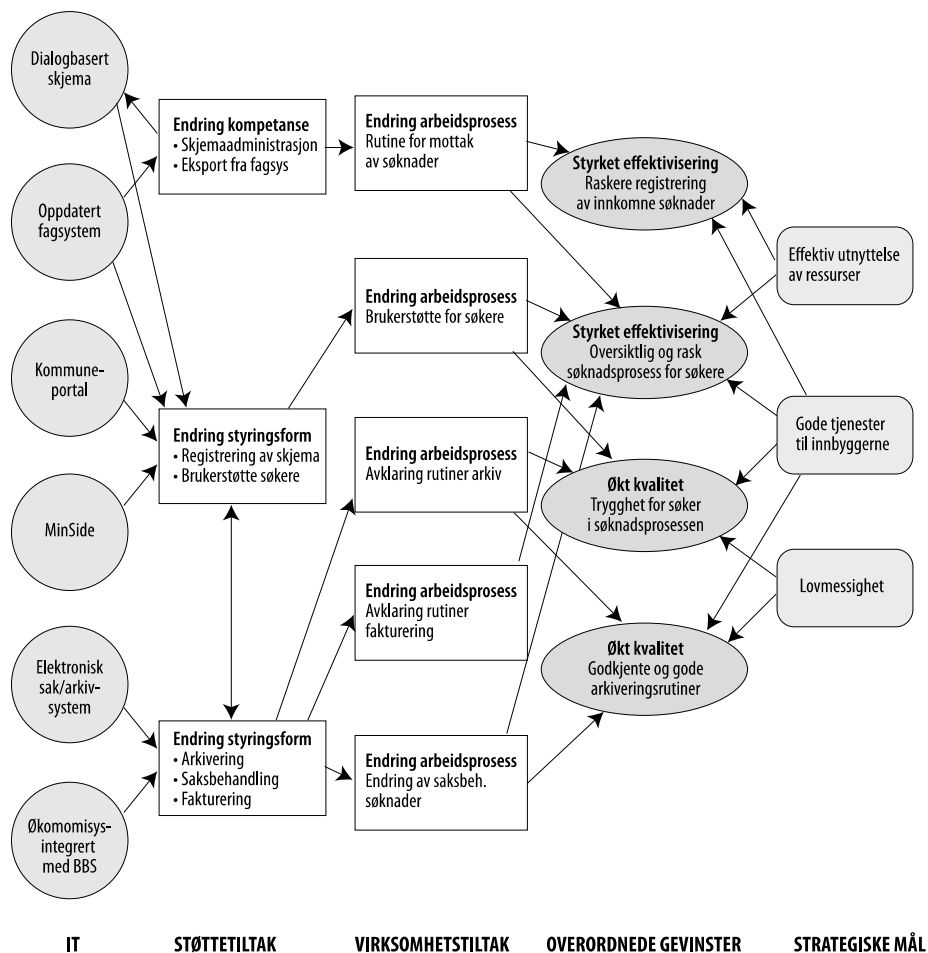 Dialogbasert
skjema
Oppdatert
fagsystem
Kommune-
portal
MinSide
Elektronisk
sak/arkiv-
system
Økomomisys-
integrert
med BBS
IT
Endring kompetanse
• Skjemaadministrasjon
• Eksport fra fagsys
Endring styringsform
• Registrering av skjema
• Brukerstøtte søkere
Endring styringsform
• Arkivering
• Saksbehandling
• Fakturering
STØTTETILTAK
Endring arbeidsprosess
Rutine for mottak
av søknader
Endring arbeidsprosess
Brukerstøtte for søkere
Endring arbeidsprosess
Avklaring rutiner arkiv
Endring arbeidsprosess
Avklaring rutiner
fakturering
Endring arbeidsprosess
Endring av saksbeh.
søknader
VIRKSOMHETSTILTAK
Styrket effektivisering
Raskere registrering
av innkomne søknader
Styrket effektivisering
Oversiktlig og rask
søknadsprosess for søkere
Økt kvalitet
Trygghet for søker
i søknadsprosessen
Økt kvalitet
Godkjente og gode
arkiveringsrutiner
OVERORDNEDE GEVINSTER
Effektiv utnyttelse
av ressurser
Gode tjenester
til innbyggerne
Lovmessighet
STRATEGISKE MÅL